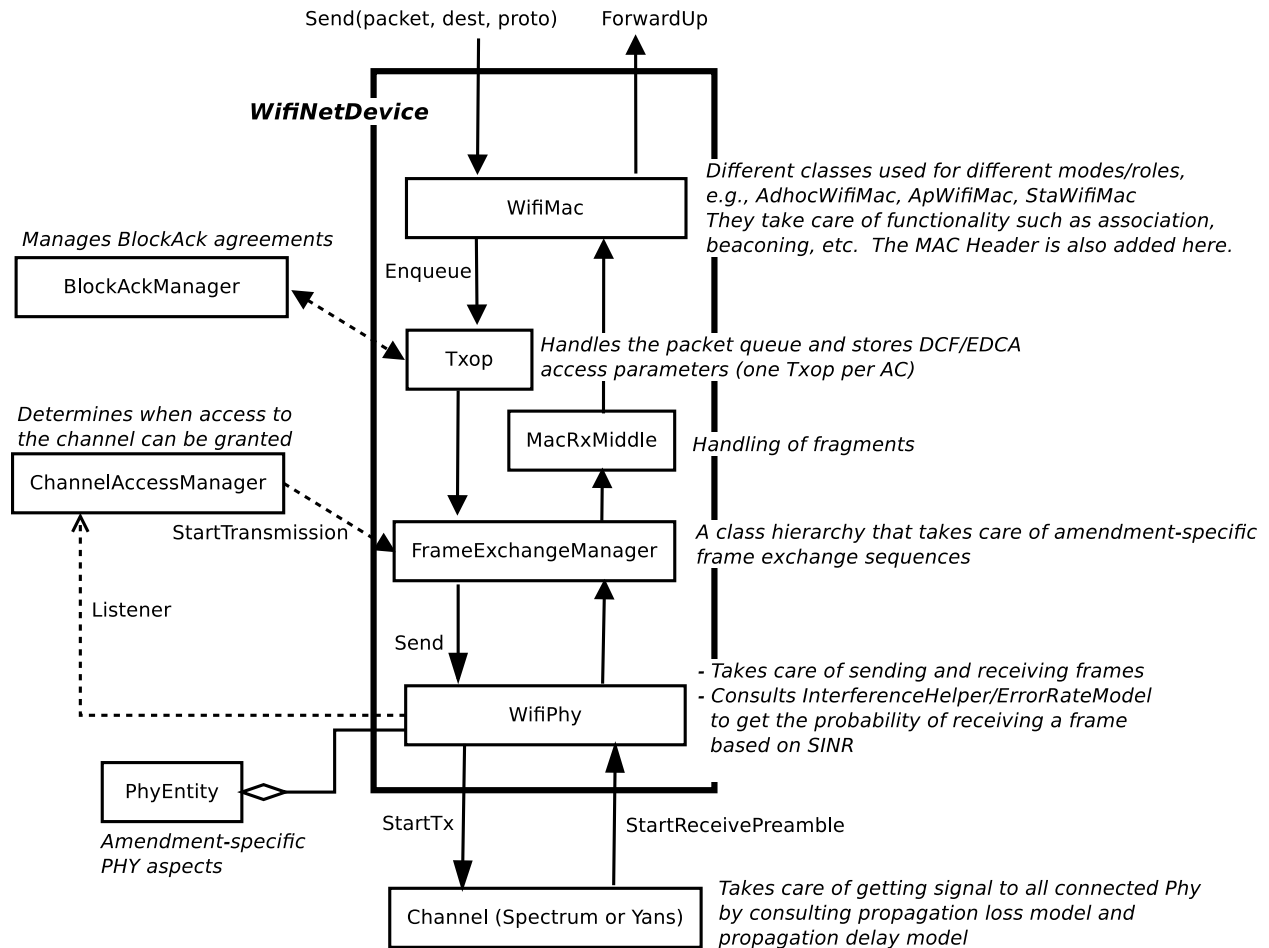 Send(packet, dest, proto)
ForwardUp
WifiNetDevice
WifiMac
Different classes used for different modes/roles,
e.g., AdhocWifiMac, ApWifiMac, StaWifiMac
They take care of functionality such as association,
beaconing, etc.  The MAC Header is also added here.
Manages BlockAck agreements
BlockAckManager
Enqueue
Txop
Handles the packet queue and stores DCF/EDCA
access parameters (one Txop per AC)
Determines when access to
the channel can be granted
ChannelAccessManager
MacRxMiddle
Handling of fragments
StartTransmission
FrameExchangeManager
A class hierarchy that takes care of amendment-specific
frame exchange sequences
Listener
Send
WifiPhy
- Takes care of sending and receiving frames
- Consults InterferenceHelper/ErrorRateModel
to get the probability of receiving a frame
based on SINR
PhyEntity
Amendment-specific
PHY aspects
StartTx
StartReceivePreamble
Channel (Spectrum or Yans)
Takes care of getting signal to all connected Phy
by consulting propagation loss model and
propagation delay model